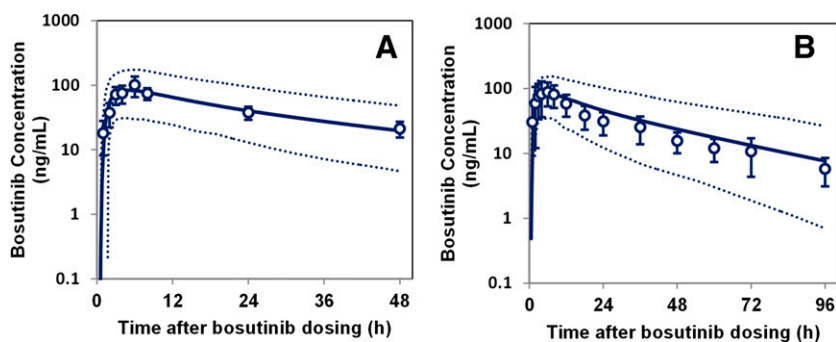 A
Bosutinib Concentration
(ng/mL)
1000
100
10
1
0.1
0
12
24
36
48
Time after bosutinib dosing (h)
B
Bosutinib Concentration
(ng/mL)
1000
100
10
1
0.1
0
24
48
72
96
Time after bosutinib dosing (h)